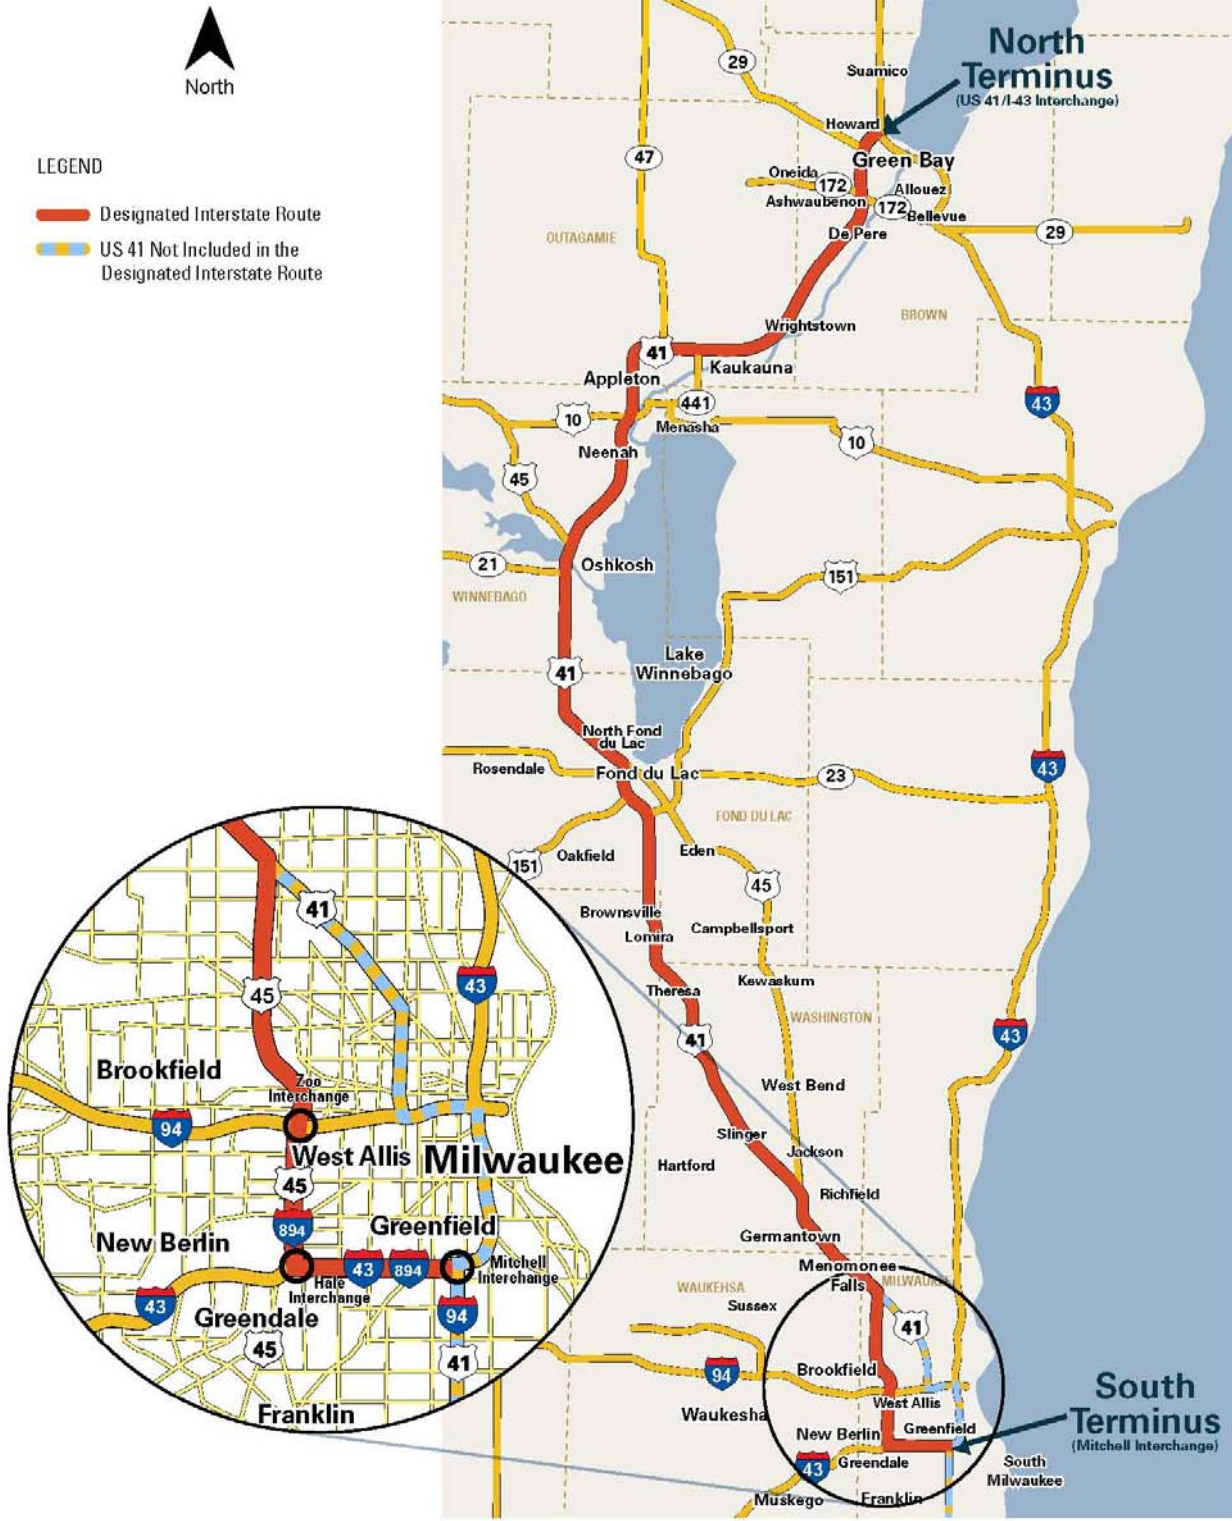 North
LEGEND
Designated Interstate Route
US 41 Not Included in the
Designated Interstate Route
North
Terminus
(US 41/I-43 Interchange)
29
Suamico
Howard
47
Green Bay
Oneida
172
Allouez
Ashwaubenon
172
Bellevue
De Pere
29
OUTAGAMIE
BROWN
Wrightstown
41
Kaukauna
Appleton
441
43
10
Menasha
10
Neenah
45
21
Oshkosh
151
WINNEBAGO
Lake
Winnebago
41
North Fond
du Lac
Rosendale
Fond du Lac
23
43
FOND DU LAC
Eden
Oakfield
151
45
Brownsville
Campbellsport
Lomira
Kewaskum
Theresa
WASHINGTON
41
43
West Bend
Slinger
Jackson
Hartford
Richfield
Germantown
Menomonee
Falls
MILWAUKE
WAUKEHSA
Sussex
41
94
Brookfield
West Allis
Waukesha
New Berlin
Greenfield
43
Greendale
South
Milwaukee
Muskego
Franklin
South
Terminus
(Mitchell Interchange)
41
45
43
Brookfield
Zoo
Interchange
94
West Allis
Milwaukee
45
894
Greenfield
New Berlin
43
894
Mitchell
Interchange
Hale
Interchange
43
94
Greendale
45
41
Franklin